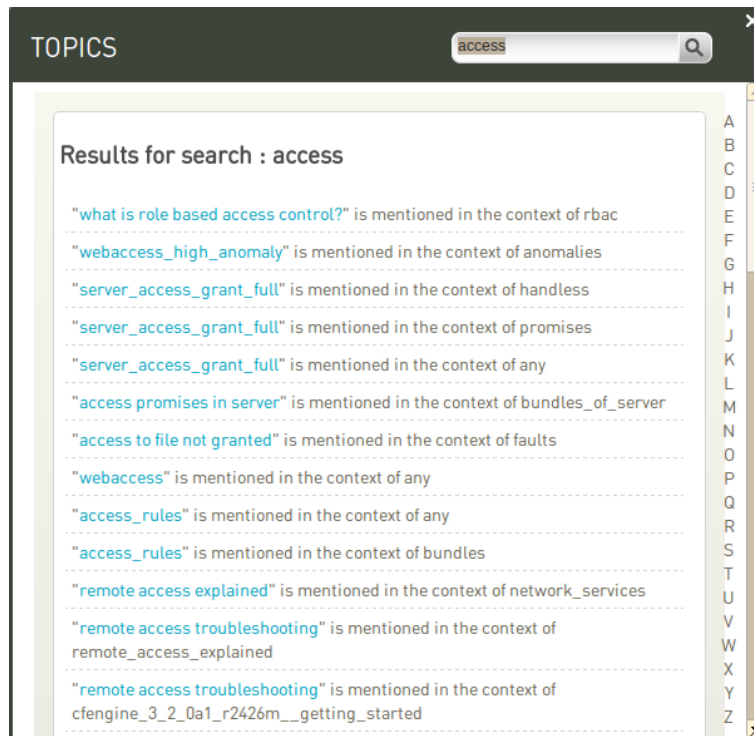 TOPICS
access
Results for search : access
"what is role based access control?" is mentioned in the context of rbac
"webaccess_high_anomaly" is mentioned in the context of anomalies
"server_access_grant_full" is mentioned in the context of handless
"server_access_grant_full" is mentioned in the context of promises
"server_access_grant_full" is mentioned in the context of any
"access promises in server" is mentioned in the context of bundles_of_server
"access to file not granted" is mentioned in the context of faults
"webaccess" is mentioned in the context of any
"access_rules" is mentioned in the context of any
"access_rules" is mentioned in the context of bundles
"remote access explained" is mentioned in the context of network_services
"remote access troubleshooting" is mentioned in the context of
remote_access_explained
"remote access troubleshooting" is mentioned in the context of
cfengine_3_2_0a1_r2426m__getting_started
A
B
C
D
E
F
G
H
I
J
K
L
M
N
O
P
Q
R
S
T
U
V
W
X
Y
Z